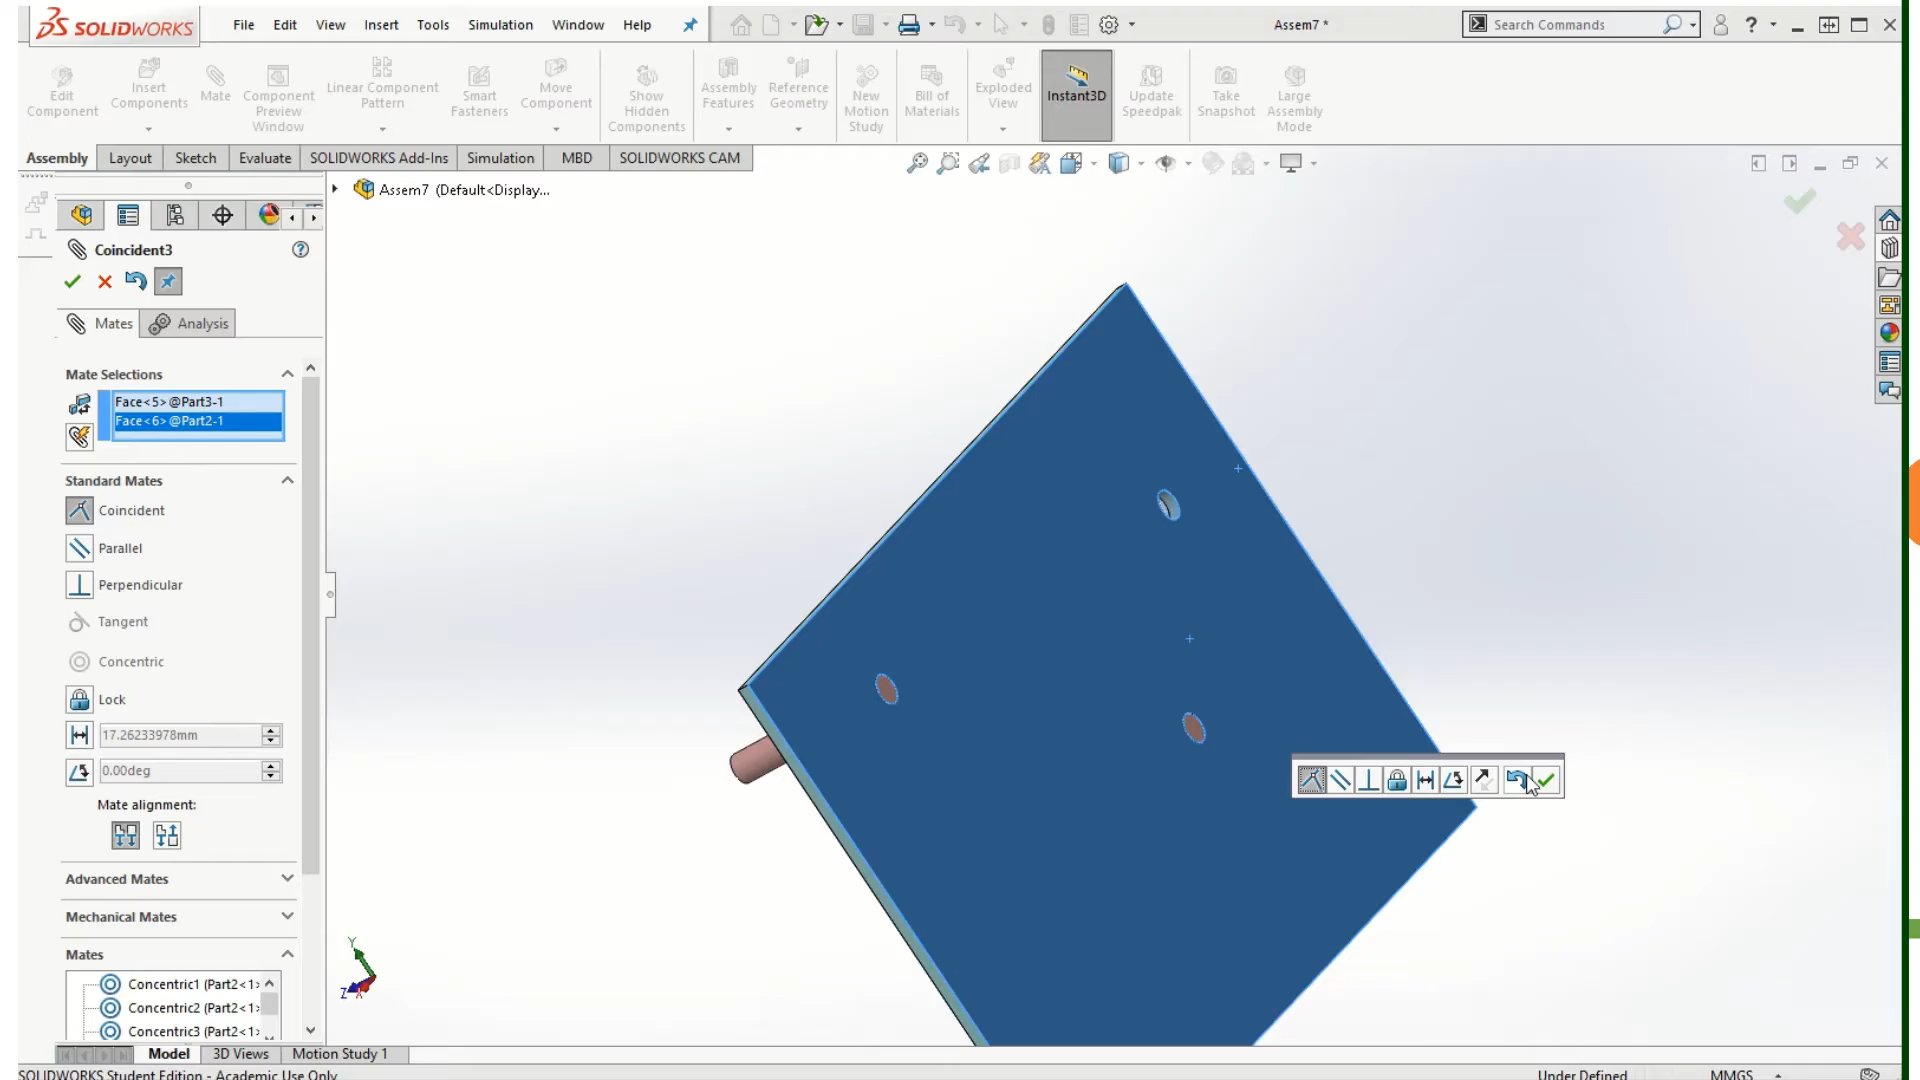 SOLIDWORKS
File Edit View Insert Tools Simulation Window Help
Assem7 *
Search Commands
?
Edit Component
Insert Components
Mate
Component Preview Window
Linear Component Pattern
Smart Fasteners
Move Component
Show Hidden Components
Assembly Features
Reference Geometry
New Motion Study
Bill of Materials
Exploded View
Instant3D
Update Speedpak
Take Snapshot
Large Assembly Mode
Assembly Layout Sketch Evaluate SOLIDWORKS Add-Ins Simulation MBD SOLIDWORKS CAM
Assem7 (Default<Display...
Coincident3
?
Mates Analysis
Mate Selections
Face<5>@Part3-1
Face<6>@Part2-1
Standard Mates
Coincident
Parallel
Perpendicular
Tangent
Concentric
Lock
17.26233978mm
0.00deg
Mate alignment:
Advanced Mates
Mechanical Mates
Mates
Concentric1 (Part2<1>
Concentric2 (Part2<1>
Concentric3 (Part2<1>
Y
Z
X
Model 3D Views Motion Study 1
SOLIDWORKS Student Edition - Academic Use Only
Under Defined
MMGS